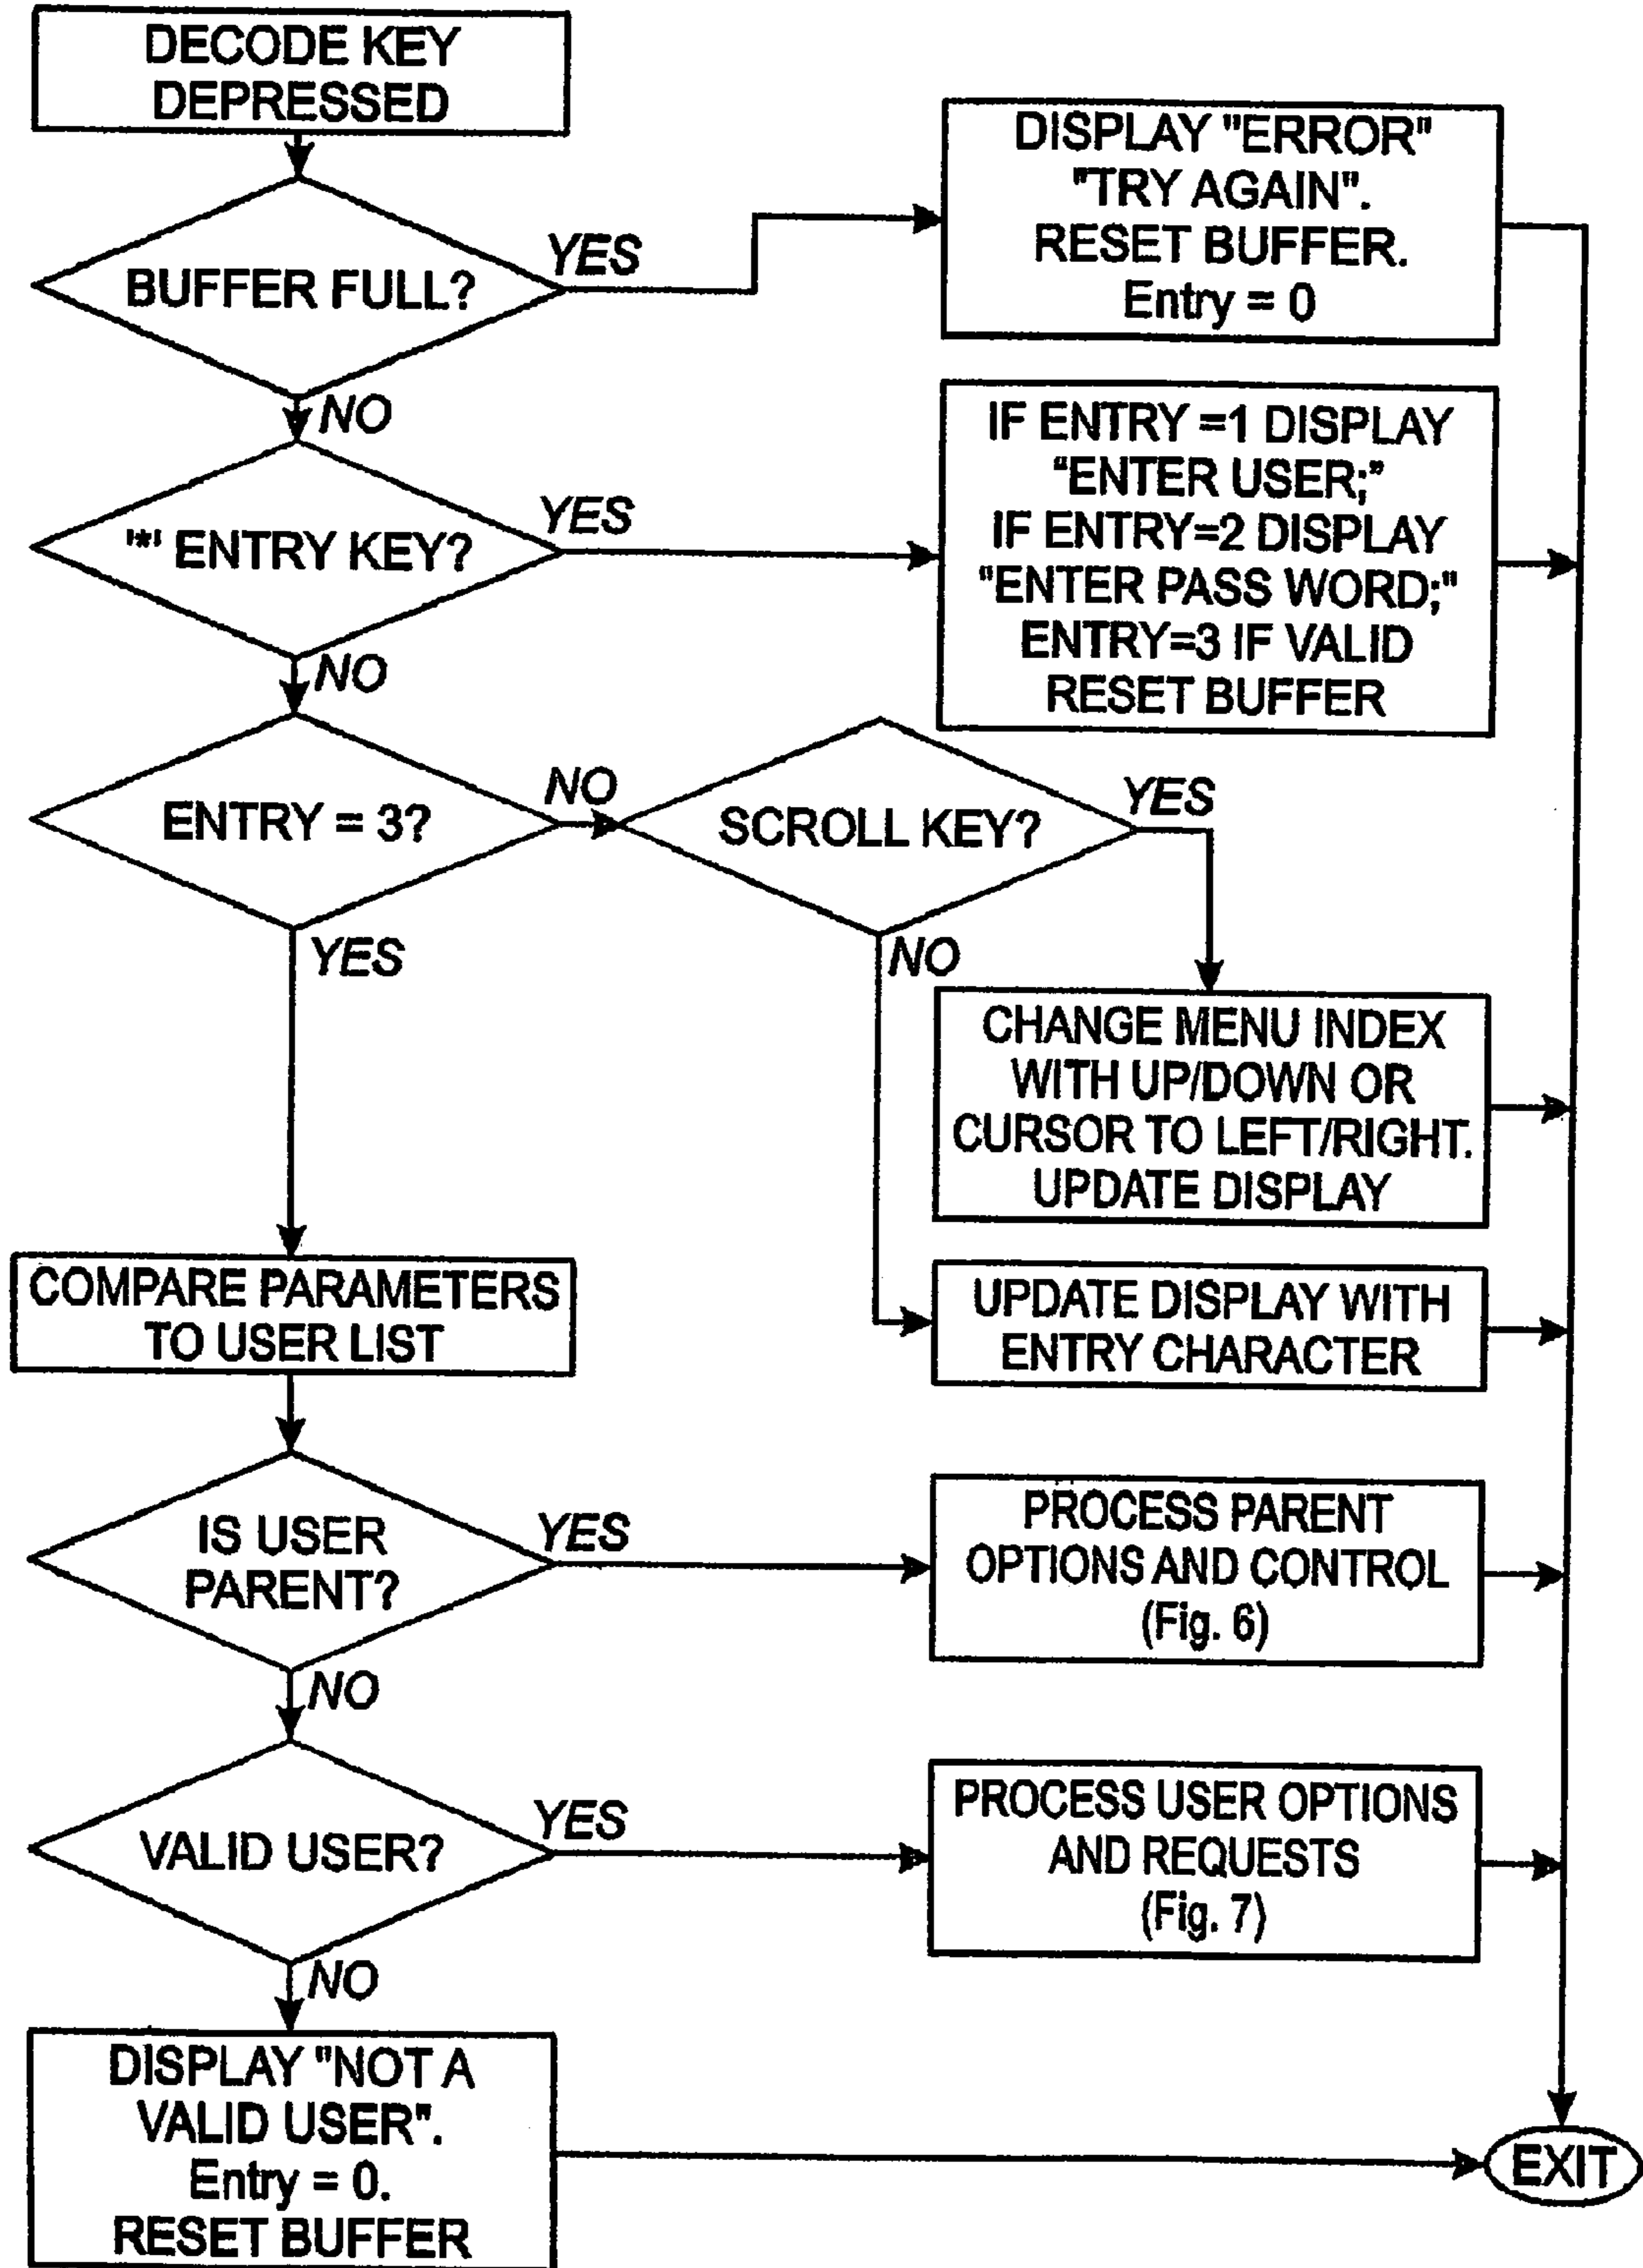 DECODE KEY
DEPRESSED
BUFFER FULL?
YES
DISPLAY "ERROR"
"TRY AGAIN".
RESET BUFFER.
Entry = 0
NO
'*' ENTRY KEY?
YES
IF ENTRY =1 DISPLAY
“ENTER USER;”
IF ENTRY=2 DISPLAY
"ENTER PASS WORD;"
ENTRY=3 IF VALID
RESET BUFFER
NO
ENTRY = 3?
NO
SCROLL KEY?
YES
YES
NO
CHANGE MENU INDEX
WITH UP/DOWN OR
CURSOR TO LEFT/RIGHT.
UPDATE DISPLAY
COMPARE PARAMETERS
TO USER LIST
UPDATE DISPLAY WITH
ENTRY CHARACTER
IS USER
PARENT?
YES
PROCESS PARENT
OPTIONS AND CONTROL
(Fig. 6)
NO
VALID USER?
YES
PROCESS USER OPTIONS
AND REQUESTS
(Fig. 7)
NO
DISPLAY "NOT A
VALID USER".
Entry = 0.
RESET BUFFER
EXIT